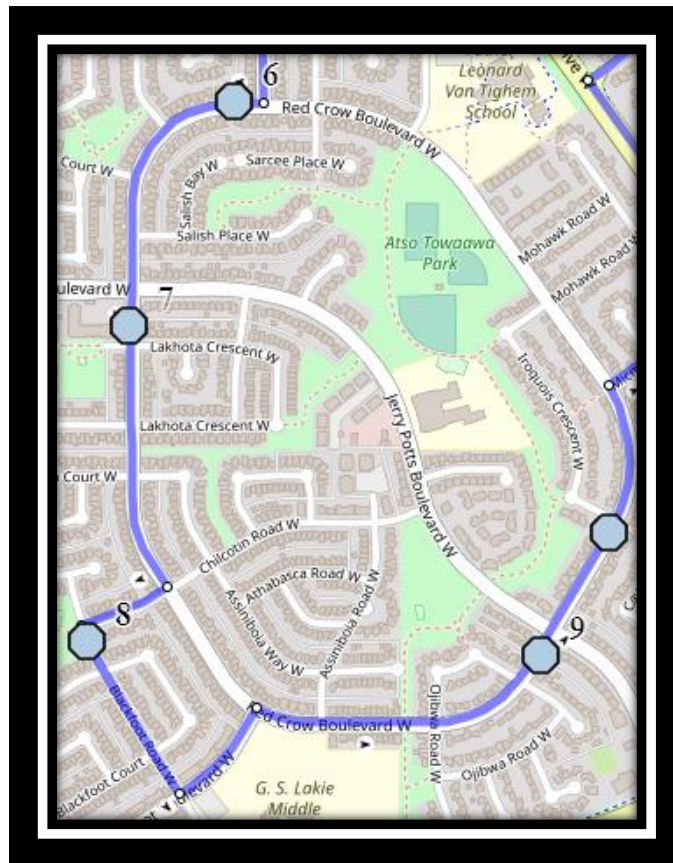 6
Leonard
Van Tighem
School
ive W
Red Crow Boulevard W
Court W
Salish Bay W
Sarcee Place W
Salish Place W
Atso Towaawa
Park
Mohawk Road W
Mohawk Road W
ulevard W
7
Lakhota Crescent W
Iroquois Crescent W
Jerry Potts Boulevard W
Lakhota Crescent W
Court W
Chilcotin Road W
Athabasca Road W
Assiniboia Way W
Assiniboia Road W
8
9
Blackfoot Road W
Red Crow Boulevard W
Ojibwa Road W
Ojibwa Road W
Blackfoot Court
ulevard W
G. S. Lakie
Middle